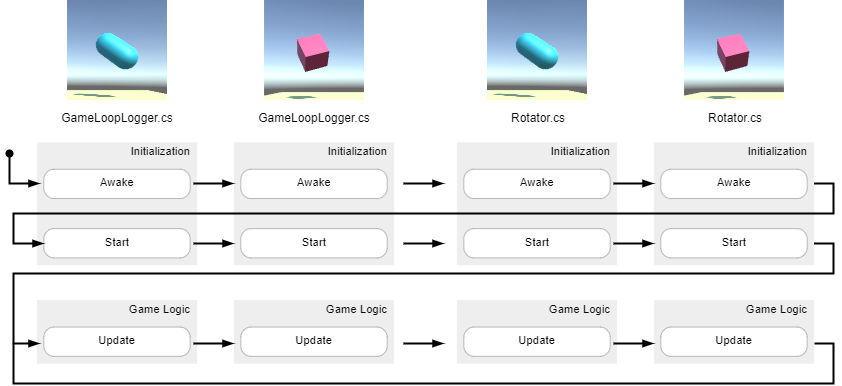 GameLoopLogger.cs GameLoopLogger.cs Rotator.cs Rotator.cs
Initialization Initialization Initialization Initialization
Awake Awake Awake Awake
Start Start Start Start
Game Logic Game Logic Game Logic Game Logic
Update Update Update Update